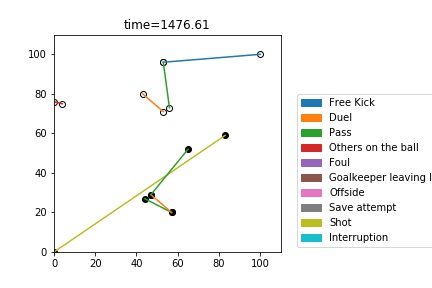 time=1476.61
100
80
60
40
20
0
0
20
40
60
80
100
Free Kick
Duel
Pass
Others on the ball
Foul
Goalkeeper leaving l
Offside
Save attempt
Shot
Interruption